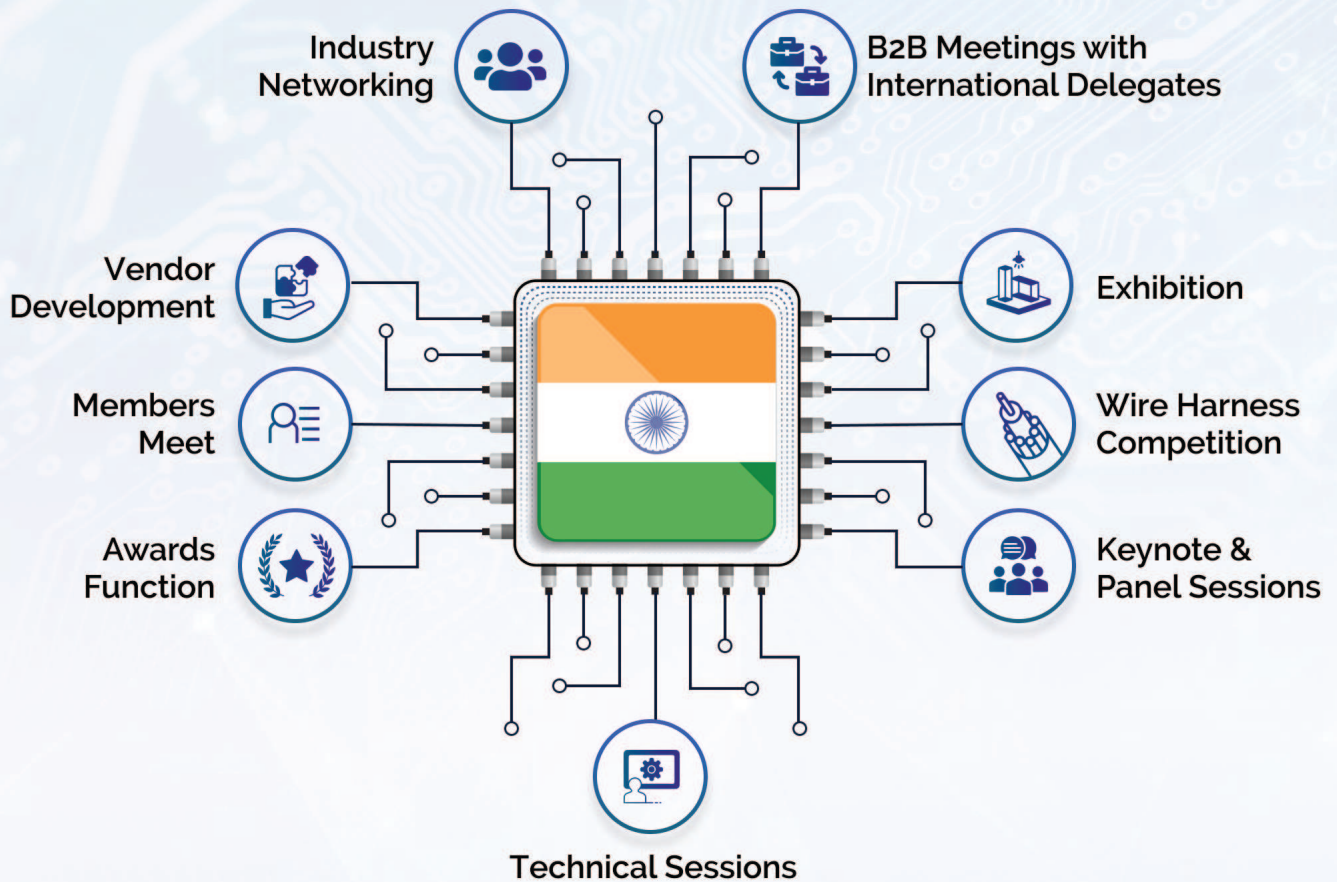 Industry
Networking
B2B Meetings with
International Delegates
Vendor
Development
Exhibition
Members
Meet
Wire Harness
Competition
Awards
Function
Keynote &
Panel Sessions
Technical Sessions